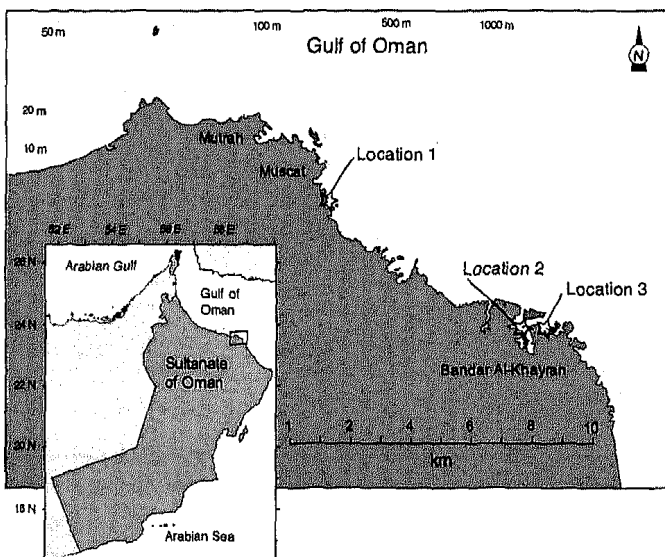 50 m
100 m
500 m
1000 m
Gulf of Oman
N
20 m
10 m
Mutrah
Muscat
Location 1
Location 2
Location 3
Bandar Al-Khayran
0 2 4 6 8 10
km
52 E 54 E 56 E 58 E
26 N
24 N
22 N
20 N
18 N
Arabian Gulf
Gulf of
Oman
Sultanate
of Oman
Arabian Sea